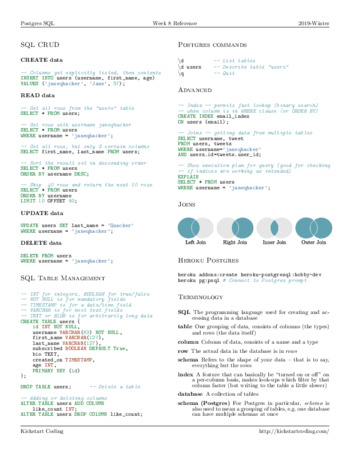 Postgres SQL
Week 8 Reference
2019-Winter
SQL CRUD
CREATE data
-- Columns get explicitly listed, then contents
INSERT INTO users (username, first_name, age)
VALUES ('janeqhacker', 'Jane', 57);
READ data
-- Get all rows from the "users" table
SELECT * FROM users;
-- Get rows with username janeqhacker
SELECT * FROM users
WHERE username = 'janeqhacker';
-- Get all rows, but only 2 certain columns
SELECT first_name, last_name FROM users;
-- Sort the result set in descending order
SELECT * FROM users
ORDER BY username DESC;
-- Skip 40 rows and return the next 10 rows
SELECT * FROM users
ORDER BY username
LIMIT 10 OFFSET 40;
UPDATE data
UPDATE users SET last_name = 'Hacker'
WHERE username = 'janeqhacker';
DELETE data
DELETE FROM users
WHERE username = 'janeqhacker';
SQL Table Management
-- INT for integers, BOOLEAN for true/false
-- NOT NULL is for mandatory fields
-- TIMESTAMP is for a date/time field
-- VARCHAR is for most text fields
-- TEXT or BLOB is for arbitrarily long data
CREATE TABLE users (
id INT NOT NULL,
username VARCHAR(80) NOT NULL,
first_name VARCHAR(127),
last_name VARCHAR(127),
subscribed BOOLEAN DEFAULT True,
bio TEXT,
created_on TIMESTAMP,
age INT,
PRIMARY KEY (id)
);
DROP TABLE users; -- Delete a table
-- Adding or deleting columns
ALTER TABLE users ADD COLUMN
like_count INT;
ALTER TABLE users DROP COLUMN like_count;
Postgres commands
\d -- List tables
\d users -- Describe table "users"
\q -- Quit
Advanced
-- Index -- permits fast lookup (binary search)
-- when column is in WHERE clause (or ORDER BY)
CREATE INDEX email_index
ON users (email);
-- Joins -- getting data from multiple tables
SELECT username, tweet
FROM users, tweets
WHERE username='janeqhacker'
AND users.id=tweets.user_id;
-- Show execution plan for query (good for checking
-- if indices are working as intended)
EXPLAIN
SELECT * FROM users
WHERE username = 'janeqhacker';
Joins
Left Join
Right Join
Inner Join
Outer Join
Heroku Postgres
heroku addons:create heroku-postgresql:hobby-dev
heroku pg:psql # Connect to Postgres prompt
Terminology
SQL The programming language used for creating and accessing data in a database
table One grouping of data, consists of columns (the types)
and rows (the data itself)
column Column of data, consists of a name and a type
row The actual data in the database is in rows
schema Refers to the shape of your data – that is to say,
everything but the rows
index A feature that can basically be "turned on or off" on
a per-column basis, makes look-ups which filter by that
column faster (but writing to the table a little slower)
database A collection of tables
schema (Postgres) For Postgres in particular, schema is
also used to mean a grouping of tables, e.g. one database
can have multiple schemas at once
Kickstart Coding
http://kickstartcoding.com/